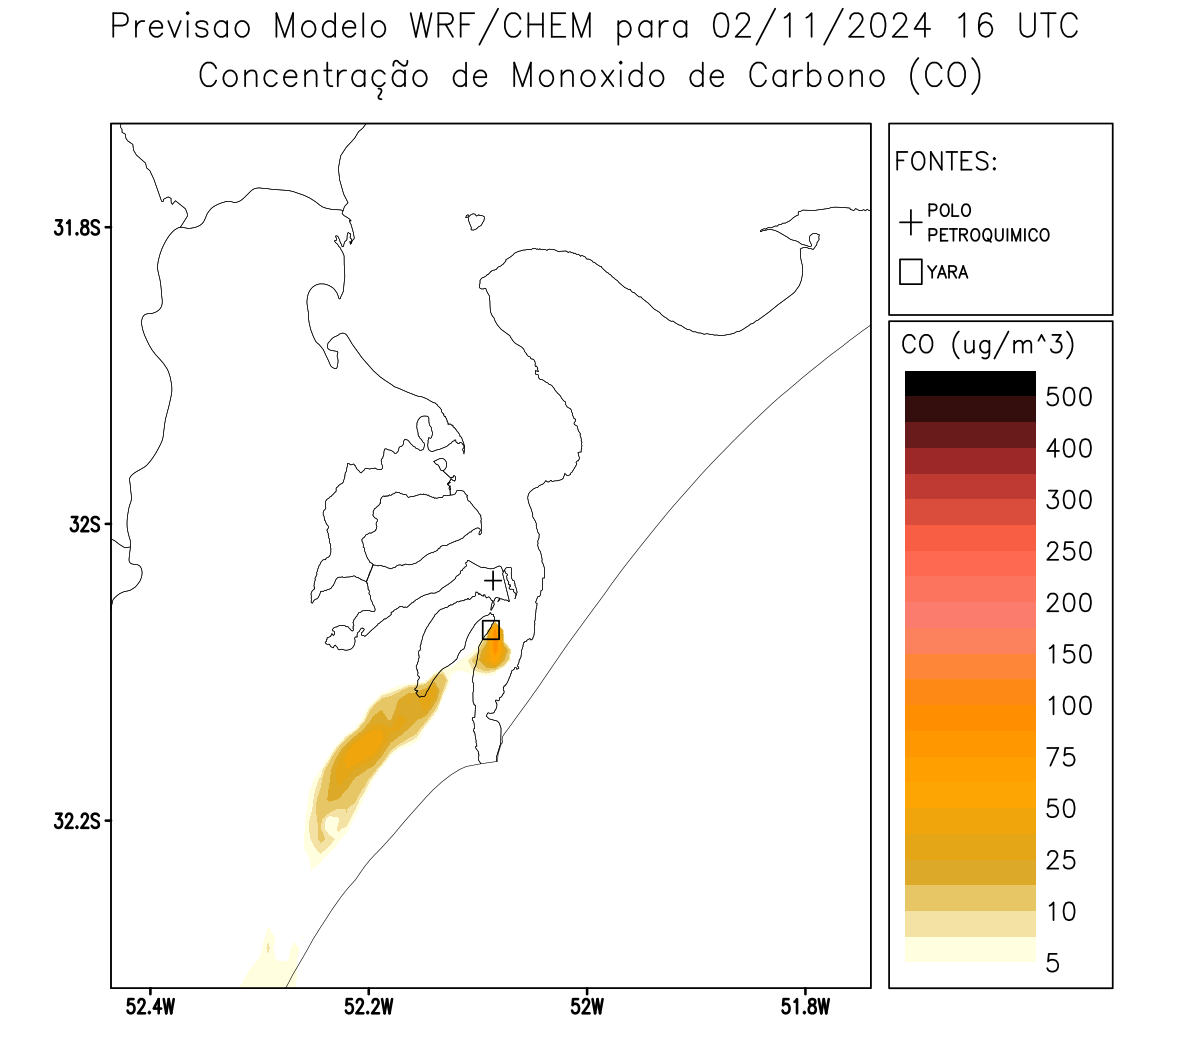 Previsao Modelo WRF/CHEM para 02/11/2024 16 UTC
Concentração de Monoxido de Carbono (CO)
FONTES:
POLO
PETROQUIMICO
YARA
CO (ug/m^3)
500
400
300
250
200
150
100
75
50
25
10
5
31.8S
32S
32.2S
52.4W
52.2W
52W
51.8W